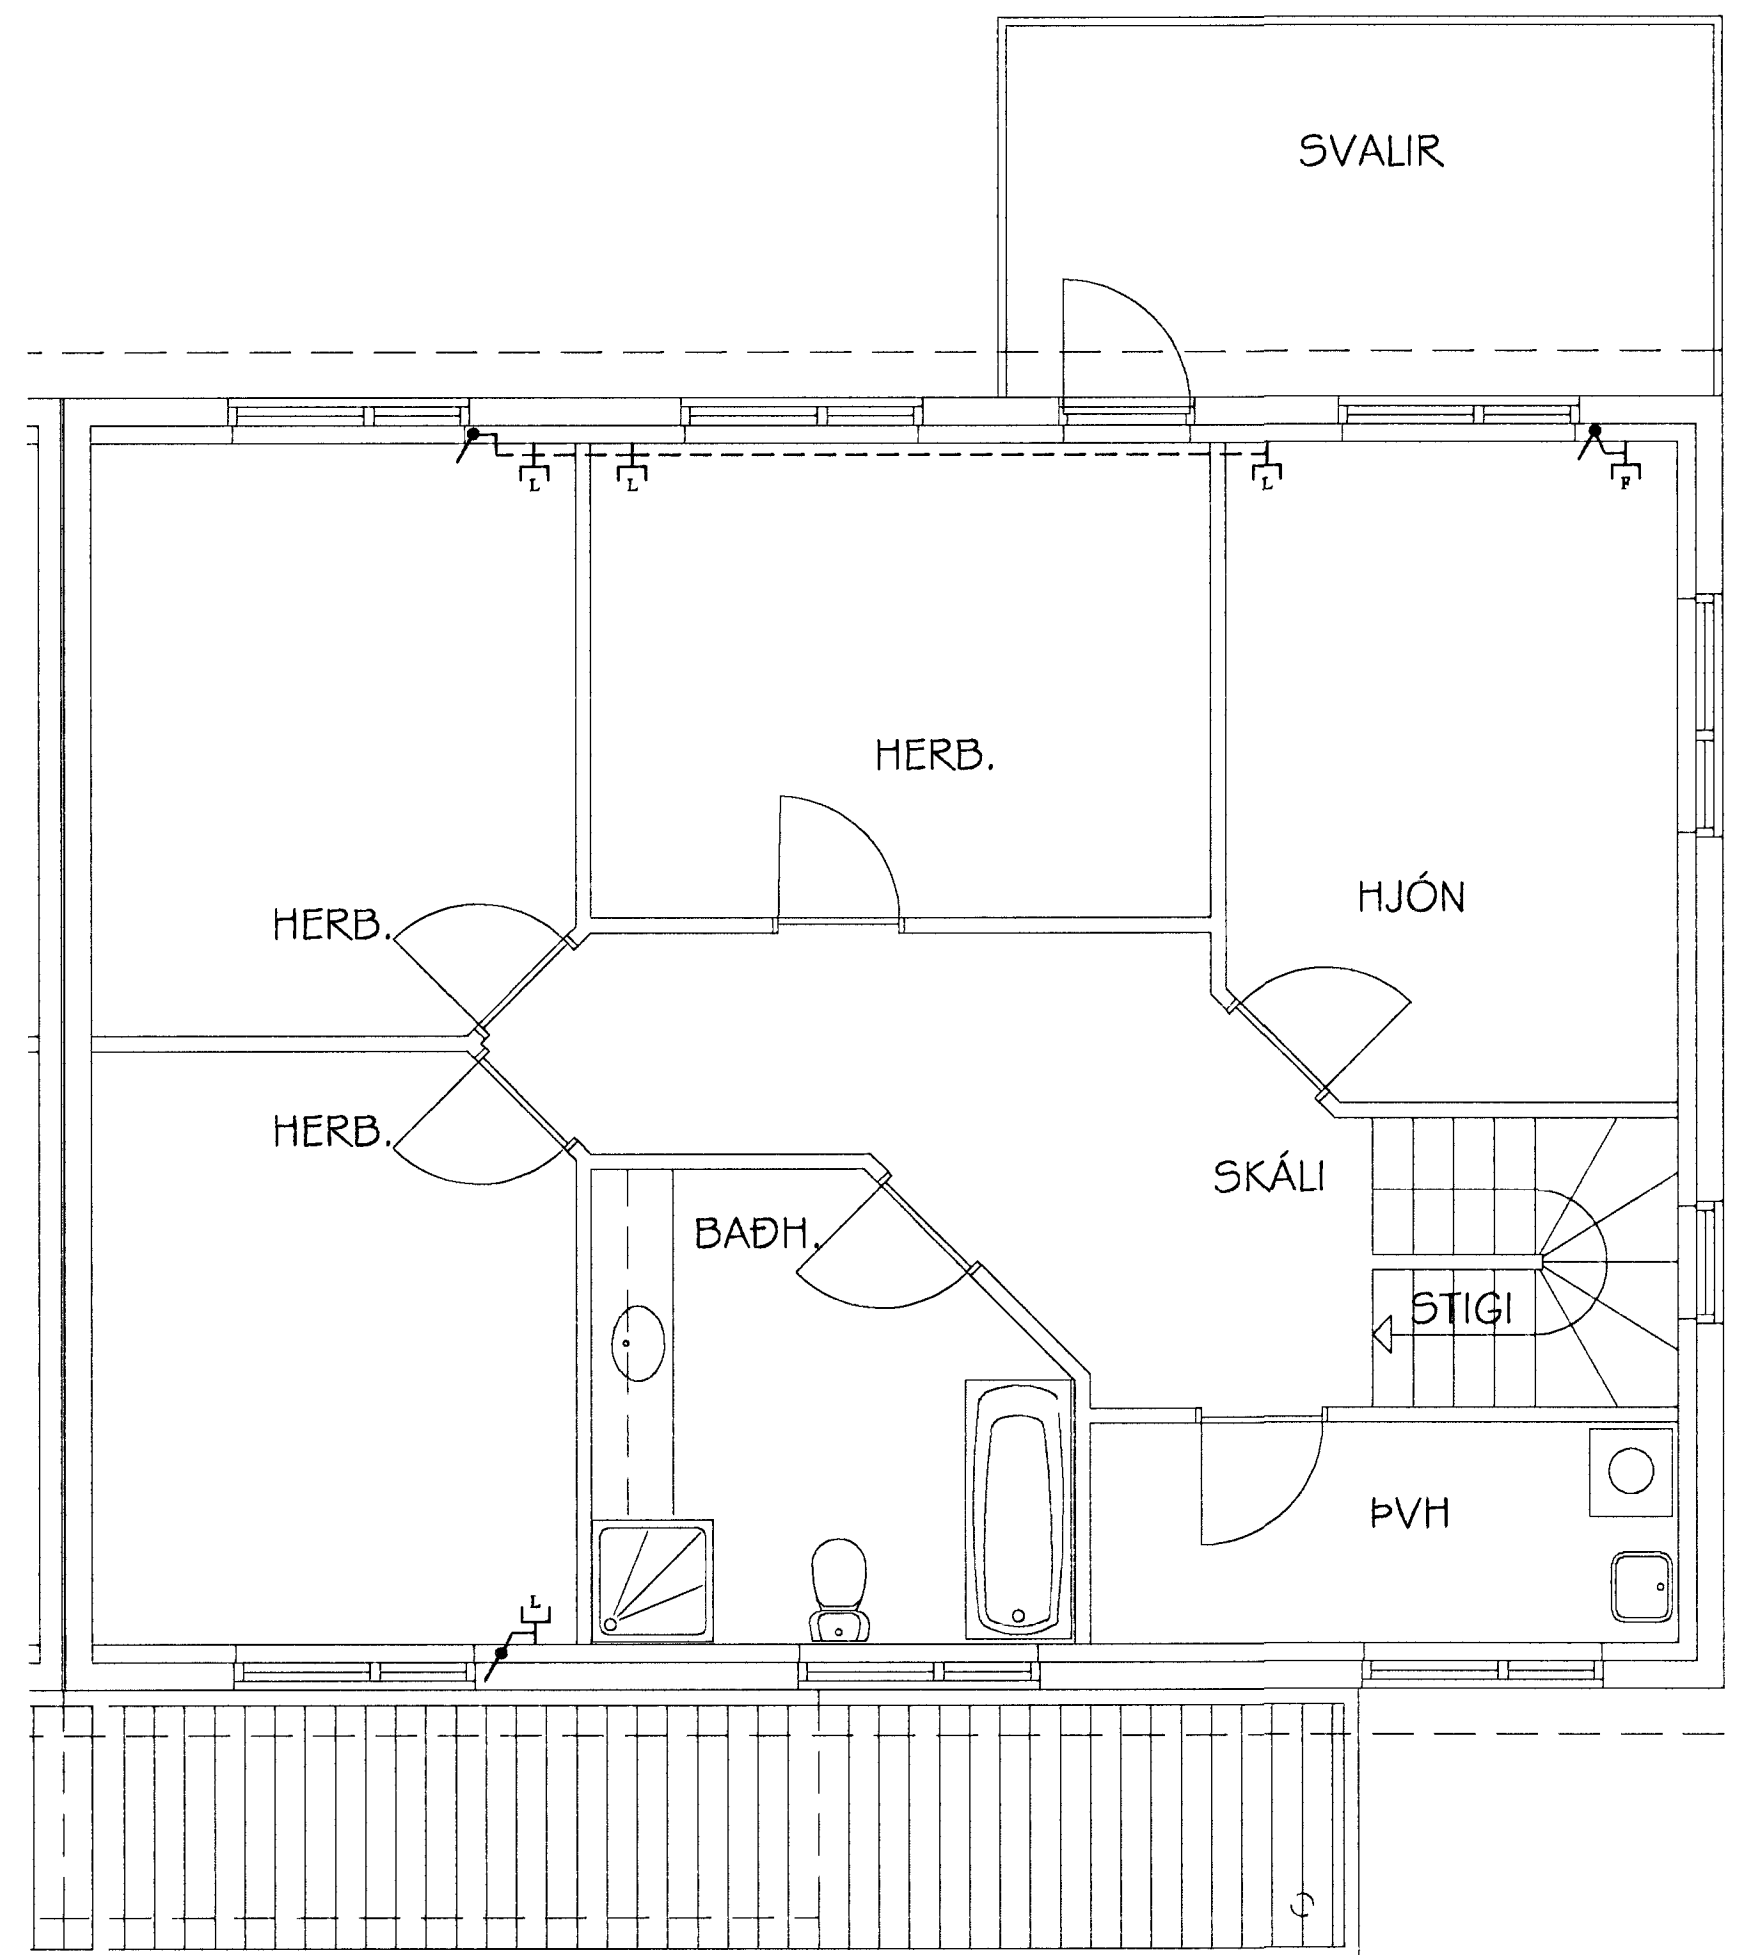 SVALIR
L
L
L
F
HERB.
HJÓN
HERB.
HERB.
SKÁLI
BAÐH.
STIGI
ÞVH
L